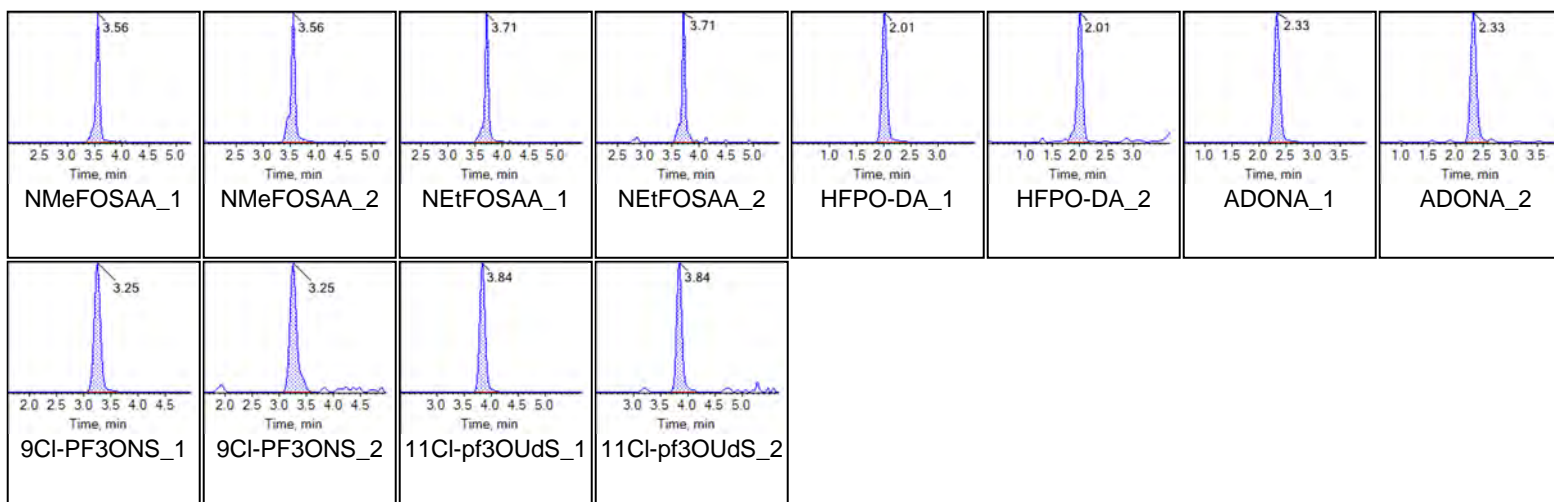 3.56 3.56 3.71 3.71 2.01 2.01 2.33 2.33
2.5 3.0 3.5 4.0 4.5 5.0 2.5 3.0 3.5 4.0 4.5 5.0 2.5 3.0 3.5 4.0 4.5 5.0 2.5 3.0 3.5 4.0 4.5 5.0 1.0 1.5 2.0 2.5 3.0 1.0 1.5 2.0 2.5 3.0 1.0 1.5 2.0 2.5 3.0 3.5 1.0 1.5 2.0 2.5 3.0 3.5
Time, min Time, min Time, min Time, min Time, min Time, min Time, min Time, min
NMeFOSAA_1 NMeFOSAA_2 NEtFOSAA_1 NEtFOSAA_2 HFPO-DA_1 HFPO-DA_2 ADONA_1 ADONA_2
3.25 3.25 3.84 3.84
2.0 2.5 3.0 3.5 4.0 4.5 2.0 2.5 3.0 3.5 4.0 4.5 3.0 3.5 4.0 4.5 5.0 3.0 3.5 4.0 4.5 5.0
Time, min Time, min Time, min Time, min
9Cl-PF3ONS_1 9Cl-PF3ONS_2 11Cl-pf3OUdS_1 11Cl-pf3OUdS_2